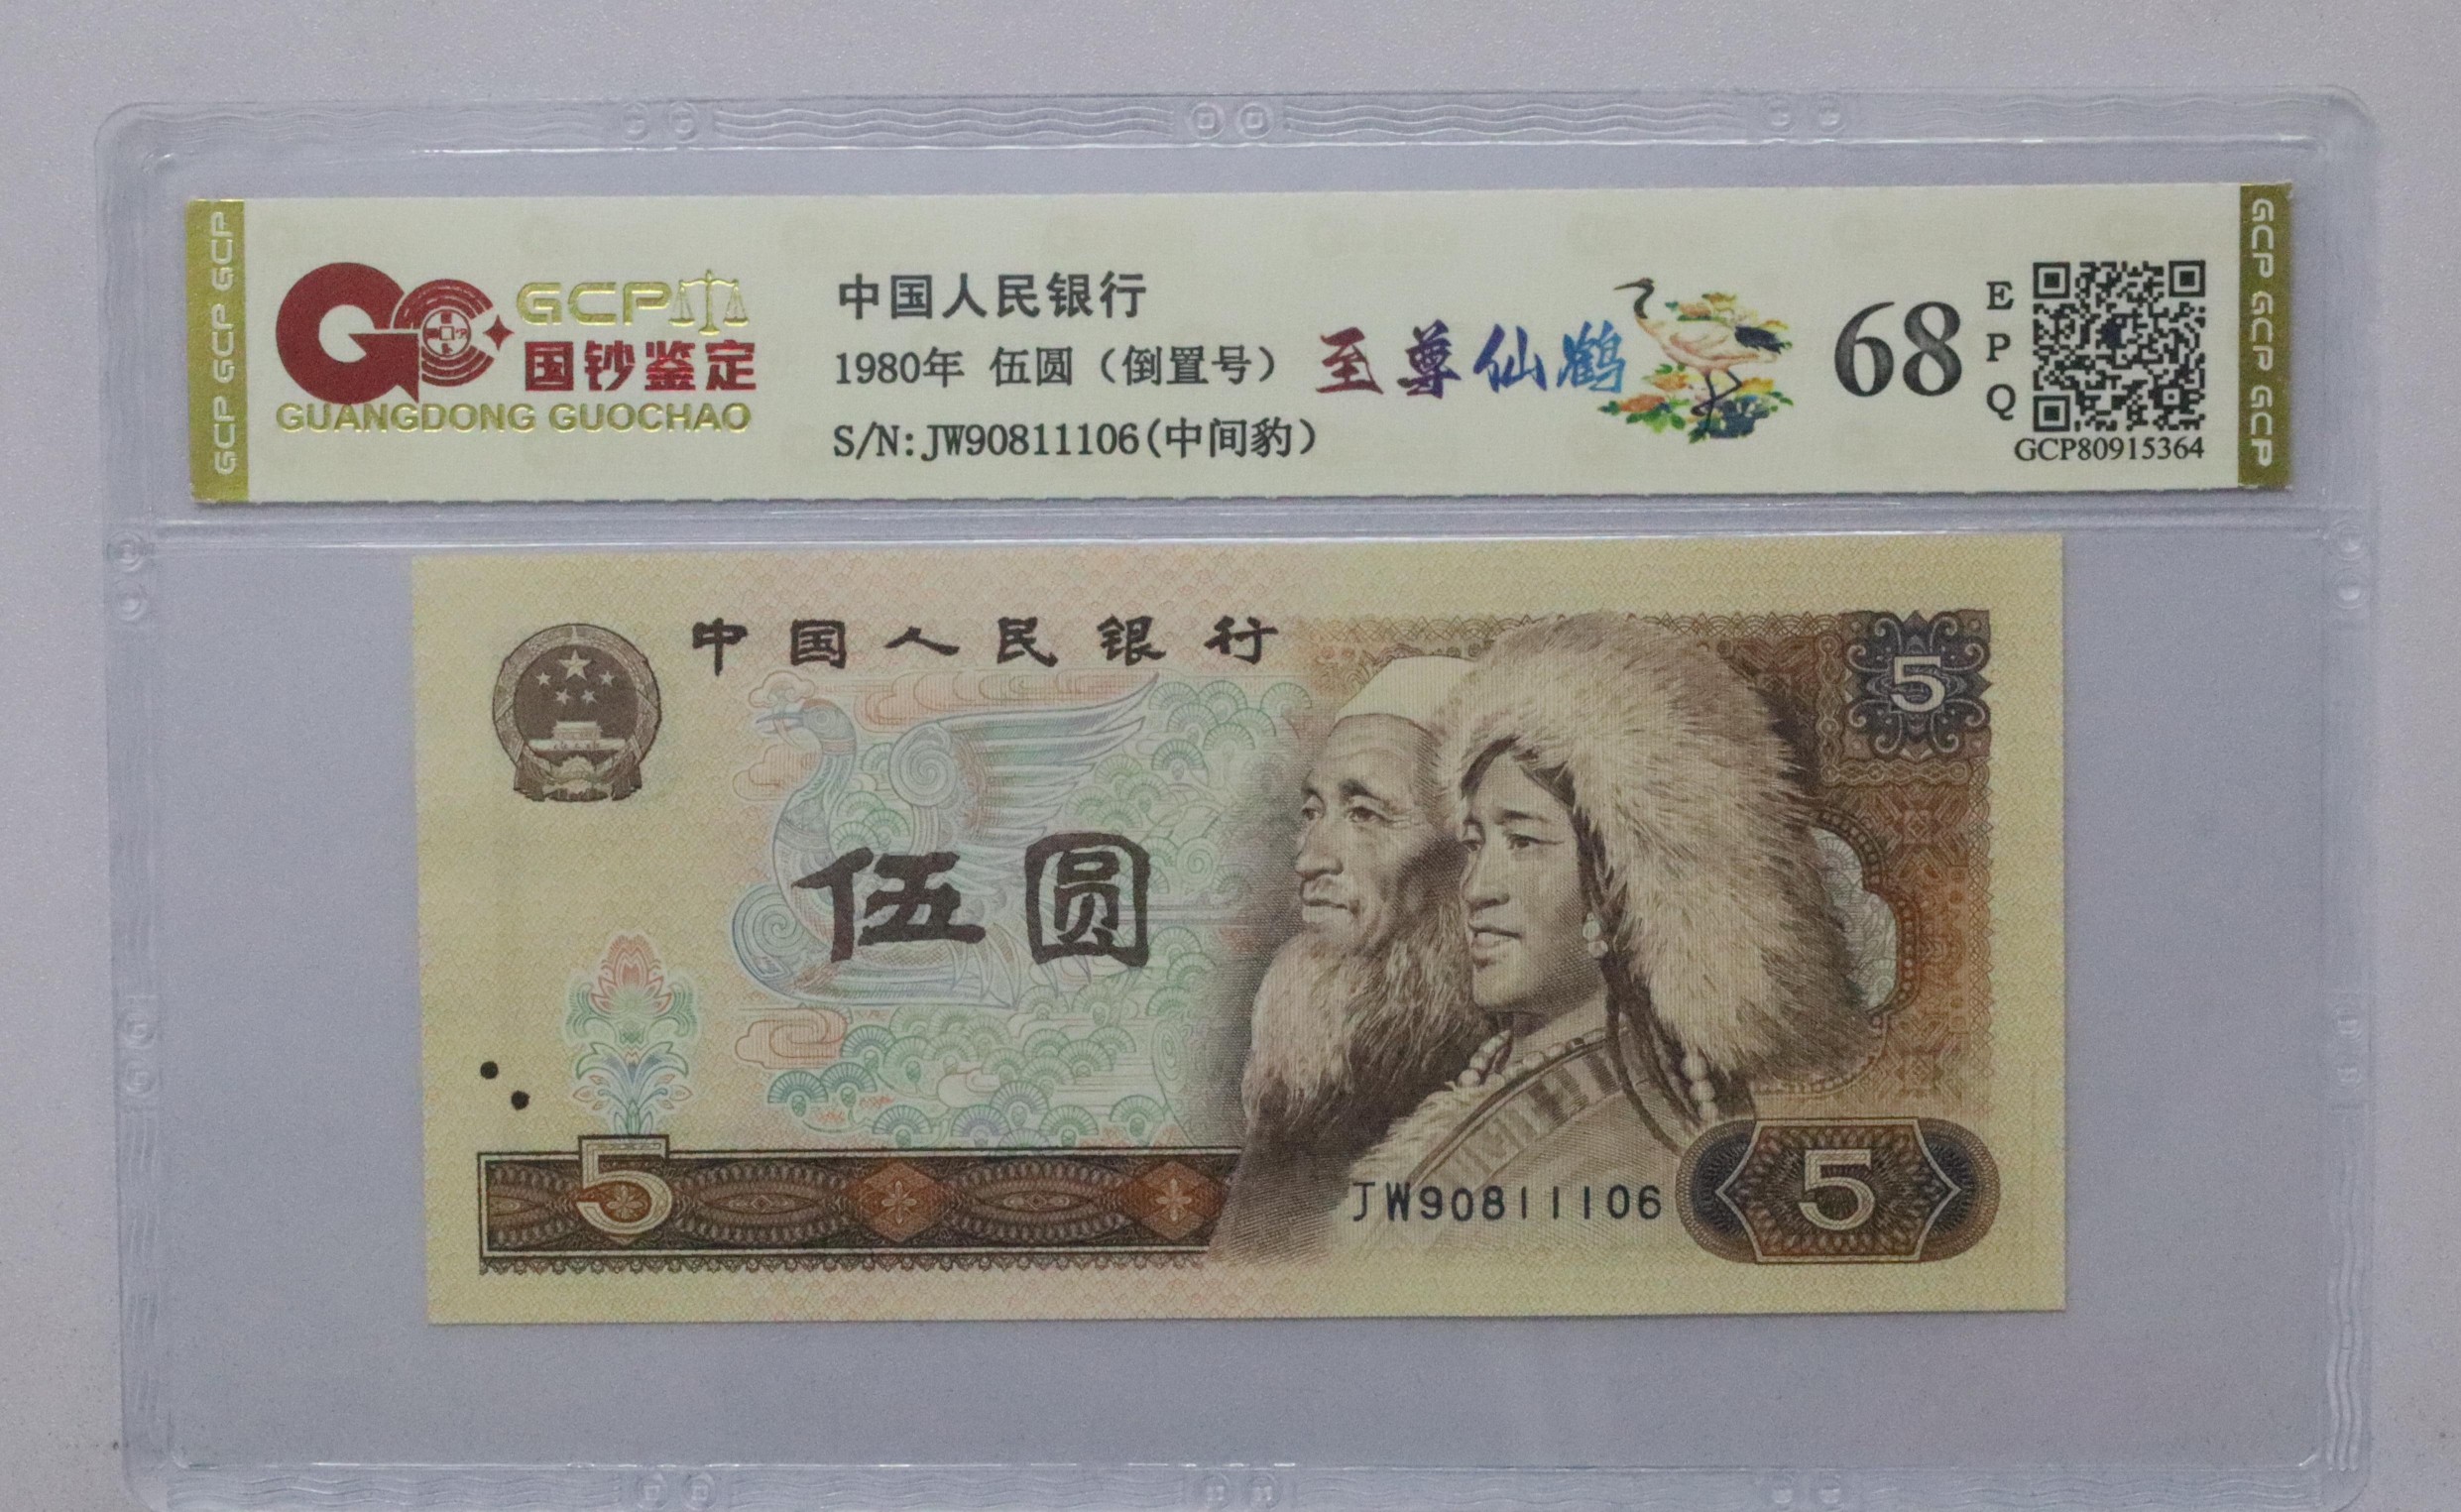 GCP GCP GCP
GCP
国钞鉴定
GUANGDONG GUOCHAO
中国人民银行
1980年 伍圆（倒置号）
S/N:JW90811106(中间豹）
至尊仙鹤
68
E
P
Q
GCP80915364
GCP GCP GCP
中国人民银行
5
伍圆
5
JW90811106
5